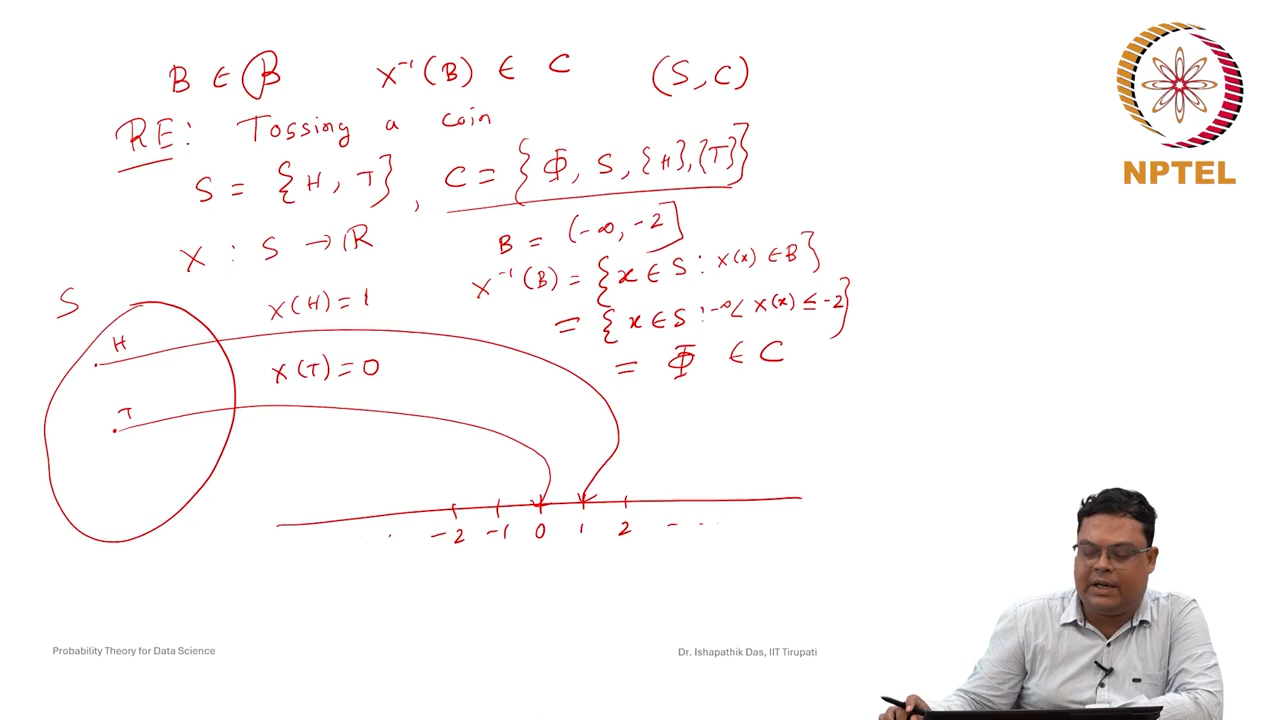 B ∈ 𝓑 X⁻¹(B) ∈ C (S, C)
RE: Tossing a coin
S = {H, T}, C = {Φ, S, {H}, {T}}
X : S → ℝ
B = (-∞, -2]
X⁻¹(B) = {x ∈ S : X(x) ∈ B}
= {x ∈ S : -∞ < X(x) ≤ -2}
= Φ ∈ C
S
X(H) = 1
H
X(T) = 0
T
-2 -1 0 1 2 - - ..
NPTEL
Probability Theory for Data Science
Dr. Ishapathik Das, IIT Tirupati